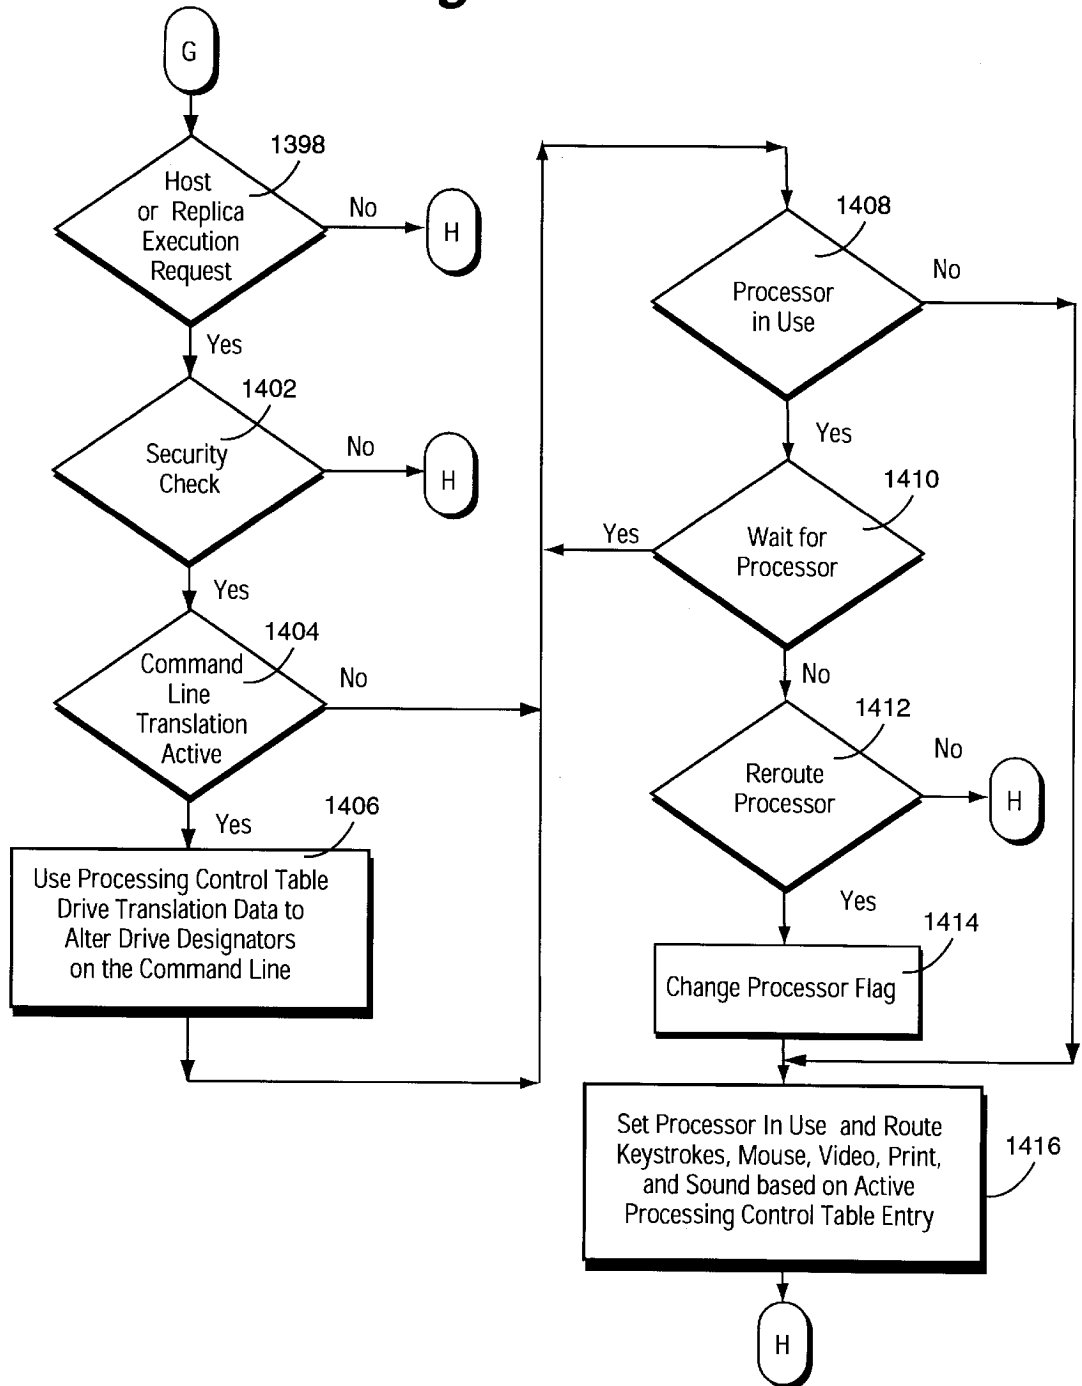 g
G
1398
Host
or Replica
Execution
Request
No
H
Yes
1402
Security
Check
No
H
Yes
1404
Command
Line
Translation
Active
No
Yes
1406
Use Processing Control Table
Drive Translation Data to
Alter Drive Designators
on the Command Line
1408
Processor
in Use
No
Yes
1410
Wait for
Processor
Yes
No
1412
Reroute
Processor
No
H
Yes
1414
Change Processor Flag
Set Processor In Use and Route
Keystrokes, Mouse, Video, Print,
and Sound based on Active
Processing Control Table Entry
1416
H